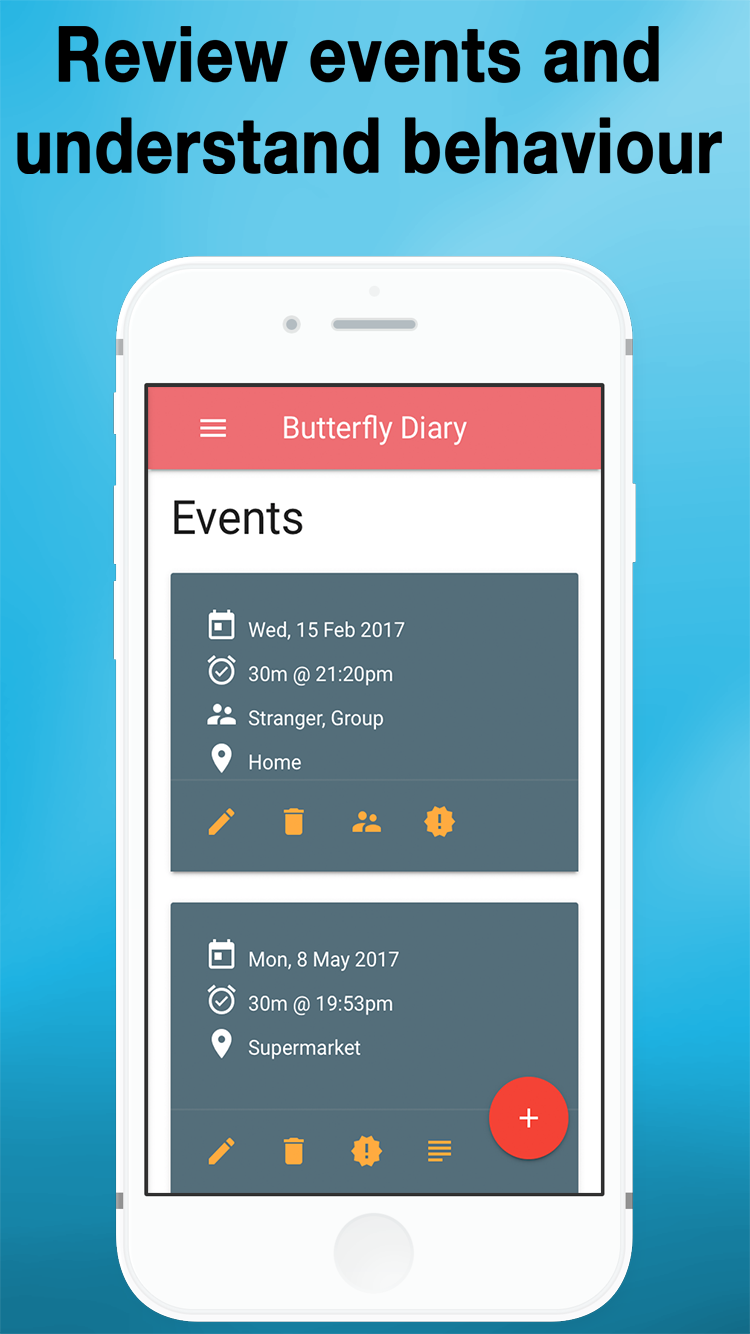 Review events and
understand behaviour
Butterfly Diary
Events
Wed, 15 Feb 2017
30m @ 21:20pm
Stranger, Group
Home
Mon, 8 May 2017
30m @ 19:53pm
Supermarket